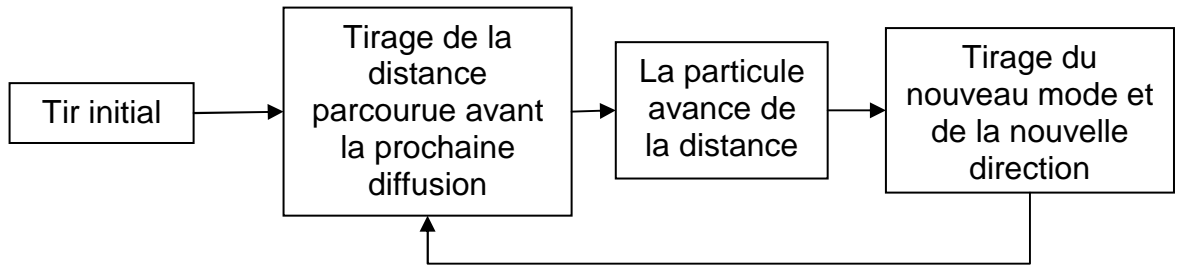 Tir initial
Tirage de la
distance
parcourue avant
la prochaine
diffusion
La particule
avance de
la distance
Tirage du
nouveau mode et
de la nouvelle
direction